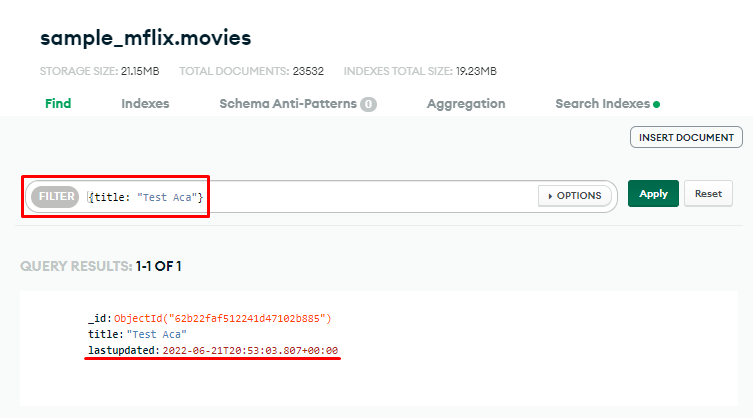 sample_mflix.movies
STORAGE SIZE: 21.15MB TOTAL DOCUMENTS: 23532 INDEXES TOTAL SIZE: 19.23MB
Find Indexes Schema Anti-Patterns 0 Aggregation Search Indexes
INSERT DOCUMENT
FILTER {title: "Test Aca"} OPTIONS Apply Reset
QUERY RESULTS: 1-1 OF 1
_id: ObjectId("62b22faf512241d47102b885")
title: "Test Aca"
lastupdated: 2022-06-21T20:53:03.807+00:00